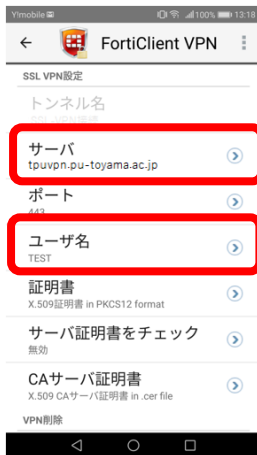 Y!mobile 100% 13:18
FortiClient VPN
SSL VPN設定
トンネル名
サーバ
tpuvpn.pu-toyama.ac.jp
ポート
443
ユーザ名
TEST
証明書
X.509証明書 in PKCS12 format
サーバ証明書をチェック
無効
CAサーバ証明書
X.509 CAサーバ証明書 in .cer file
VPN削除